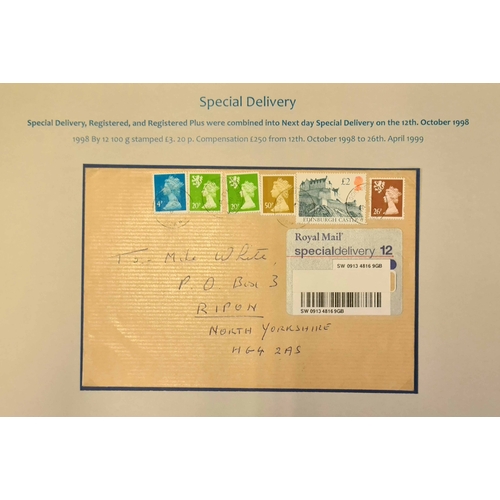 Special Delivery
Special Delivery, Registered, and Registered Plus were combined into Next day Special Delivery on the 12th. October 1998
1998 By 12 100 g stamped £3. 20 p. Compensation £250 from 12th. October 1998 to 26th. April 1999
4P 20P 20P 50P £2 26P
EDINBURGH CASTLE
Mike White,
P O Box 3
RIPON
NORTH YORKSHIRE
HG4 2AS
Royal Mail
specialdelivery 12
SW 0913 4816 9GB
SW 0913 4816 9GB